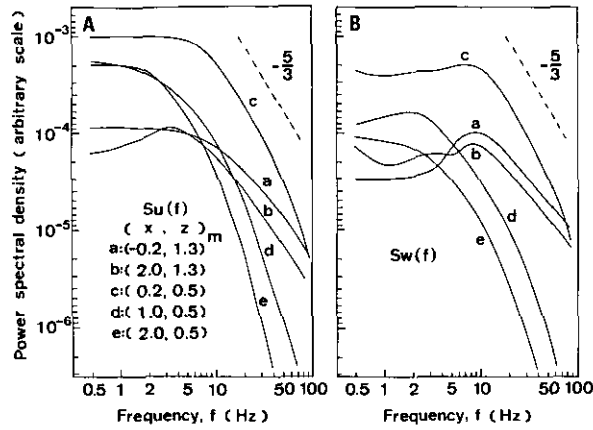 Power spectral density (arbitrary scale)
A
10⁻³
10⁻⁴
10⁻⁵
10⁻⁶
-5/3
c
a
b
d
e
Su(f)
( x , z )m
a:(-0.2, 1.3)
b:( 2.0, 1.3)
c:( 0.2, 0.5)
d:( 1.0, 0.5)
e:( 2.0, 0.5)
0.5 1 2 5 10 50 100
Frequency, f (Hz)
B
-5/3
c
a
b
d
e
Sw(f)
0.5 1 2 5 10 50 100
Frequency, f (Hz)